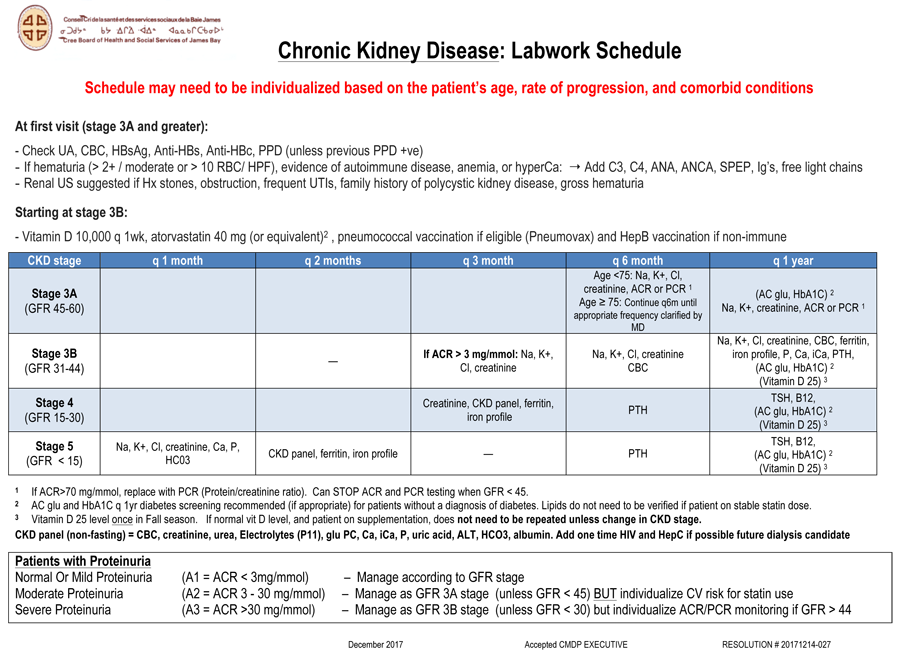 Conseil Cri de la santé et des services sociaux de la Baie James
Cree Board of Health and Social Services of James Bay
Chronic Kidney Disease: Labwork Schedule
Schedule may need to be individualized based on the patient’s age, rate of progression, and comorbid conditions
At first visit (stage 3A and greater):
- Check UA, CBC, HBsAg, Anti-HBs, Anti-HBc, PPD (unless previous PPD +ve)
- If hematuria (> 2+ / moderate or > 10 RBC/ HPF), evidence of autoimmune disease, anemia, or hyperCa: → Add C3, C4, ANA, ANCA, SPEP, Ig’s, free light chains
- Renal US suggested if Hx stones, obstruction, frequent UTIs, family history of polycystic kidney disease, gross hematuria
Starting at stage 3B:
- Vitamin D 10,000 q 1wk, atorvastatin 40 mg (or equivalent)² , pneumococcal vaccination if eligible (Pneumovax) and HepB vaccination if non-immune
CKD stage q 1 month q 2 months q 3 month q 6 month q 1 year
Stage 3A
(GFR 45-60)
Age <75: Na, K+, Cl,
creatinine, ACR or PCR ¹
Age ≥ 75: Continue q6m until
appropriate frequency clarified by
MD
(AC glu, HbA1C) ²
Na, K+, creatinine, ACR or PCR ¹
Stage 3B
(GFR 31-44)
—
If ACR > 3 mg/mmol: Na, K+,
Cl, creatinine
Na, K+, Cl, creatinine
CBC
Na, K+, Cl, creatinine, CBC, ferritin,
iron profile, P, Ca, iCa, PTH,
(AC glu, HbA1C) ²
(Vitamin D 25) ³
Stage 4
(GFR 15-30)
Creatinine, CKD panel, ferritin,
iron profile
PTH
TSH, B12,
(AC glu, HbA1C) ²
(Vitamin D 25) ³
Stage 5
(GFR < 15)
Na, K+, Cl, creatinine, Ca, P,
HC03
CKD panel, ferritin, iron profile
—
PTH
TSH, B12,
(AC glu, HbA1C) ²
(Vitamin D 25) ³
¹ If ACR>70 mg/mmol, replace with PCR (Protein/creatinine ratio). Can STOP ACR and PCR testing when GFR < 45.
² AC glu and HbA1C q 1yr diabetes screening recommended (if appropriate) for patients without a diagnosis of diabetes. Lipids do not need to be verified if patient on stable statin dose.
³ Vitamin D 25 level once in Fall season. If normal vit D level, and patient on supplementation, does not need to be repeated unless change in CKD stage.
CKD panel (non-fasting) = CBC, creatinine, urea, Electrolytes (P11), glu PC, Ca, iCa, P, uric acid, ALT, HCO3, albumin. Add one time HIV and HepC if possible future dialysis candidate
Patients with Proteinuria
Normal Or Mild Proteinuria (A1 = ACR < 3mg/mmol) – Manage according to GFR stage
Moderate Proteinuria (A2 = ACR 3 - 30 mg/mmol) – Manage as GFR 3A stage (unless GFR < 45) BUT individualize CV risk for statin use
Severe Proteinuria (A3 = ACR >30 mg/mmol) – Manage as GFR 3B stage (unless GFR < 30) but individualize ACR/PCR monitoring if GFR > 44
December 2017 Accepted CMDP EXECUTIVE RESOLUTION # 20171214-027